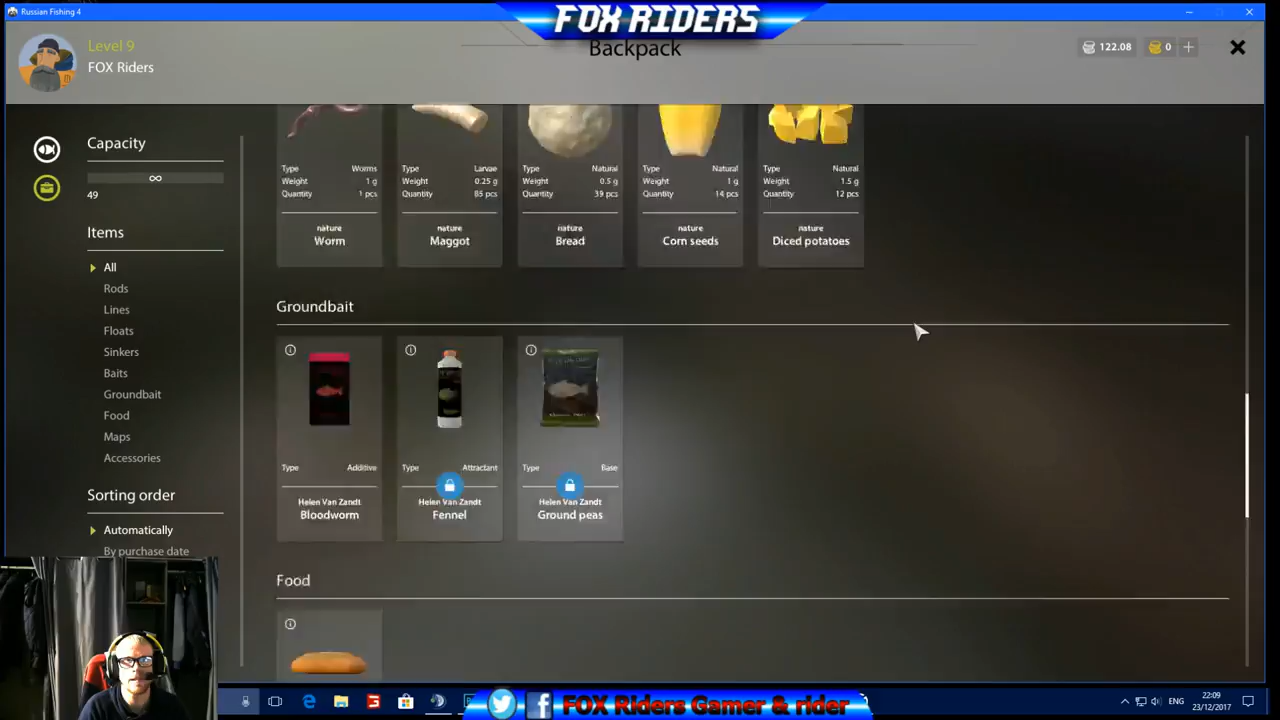 Russian Fishing 4
FOX RIDERS
Level 9
FOX Riders
Backpack
122.08
0
Capacity
∞
49
Items
All
Rods
Lines
Floats
Sinkers
Baits
Groundbait
Food
Maps
Accessories
Sorting order
Automatically
By purchase date
Type Worms
Weight 1 g
Quantity 1 pcs
nature
Worm
Type Larvae
Weight 0.25 g
Quantity 85 pcs
nature
Maggot
Type Natural
Weight 0.5 g
Quantity 39 pcs
nature
Bread
Type Natural
Weight 1 g
Quantity 14 pcs
nature
Corn seeds
Type Natural
Weight 1.5 g
Quantity 12 pcs
nature
Diced potatoes
Groundbait
Type Additive
Helen Van Zandt
Bloodworm
Type Attractant
Helen Van Zandt
Fennel
Type Base
Helen Van Zandt
Ground peas
Food
FOX Riders Gamer & rider
ENG
22:09
23/12/2017